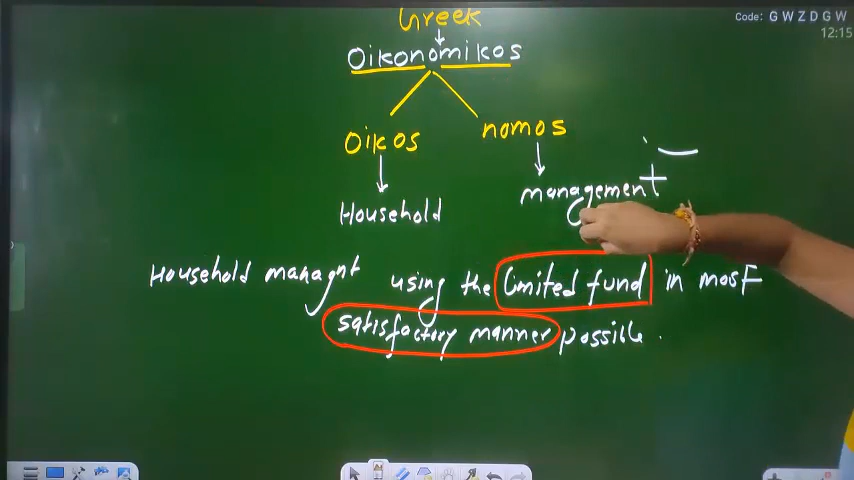 Code: GWZDGW
12:15
Greek
Oikonomikos
Oikos nomos
Household management
Household managnt using the limited fund in most
satisfactory manner possible.